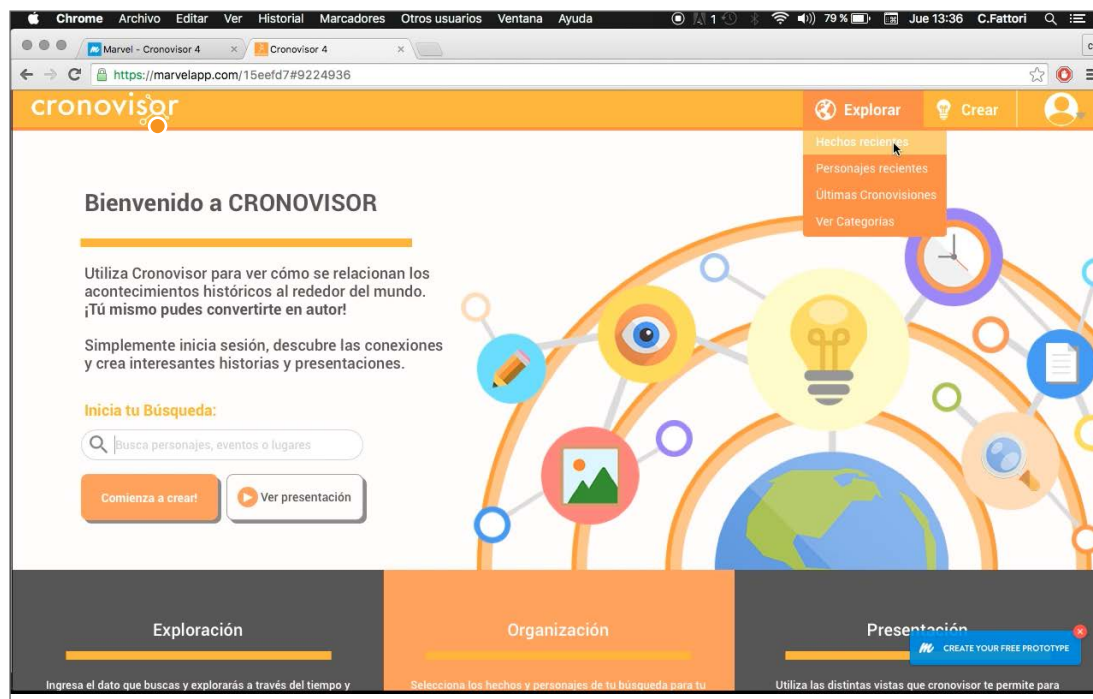 Chrome Archivo Editar Ver Historial Marcadores Otros usuarios Ventana Ayuda 1 79 % Jue 13:36 C.Fattori
Marvel - Cronovisor 4 Cronovisor 4
https://marvelapp.com/15eefd7#9224936
cronovisor Explorar Crear
Hechos recientes
Personajes recientes
Últimas Cronovisiones
Ver Categorias
Bienvenido a CRONOVISOR
Utiliza Cronovisor para ver cómo se relacionan los
acontecimientos históricos al rededor del mundo.
¡Tú mismo pudes convertirte en autor!
Simplemente inicia sesión, descubre las conexiones
y crea interesantes historias y presentaciones.
Inicia tu Búsqueda:
Busca personajes, eventos o lugares
Comienza a crear! Ver presentación
Exploración Organización Presentación
CREATE YOUR FREE PROTOTYPE
Ingresa el dato que buscas y explorarás a través del tiempo y
Selecciona los hechos y personajes de tu búsqueda para tu
Utiliza las distintas vistas que cronovisor te permite para